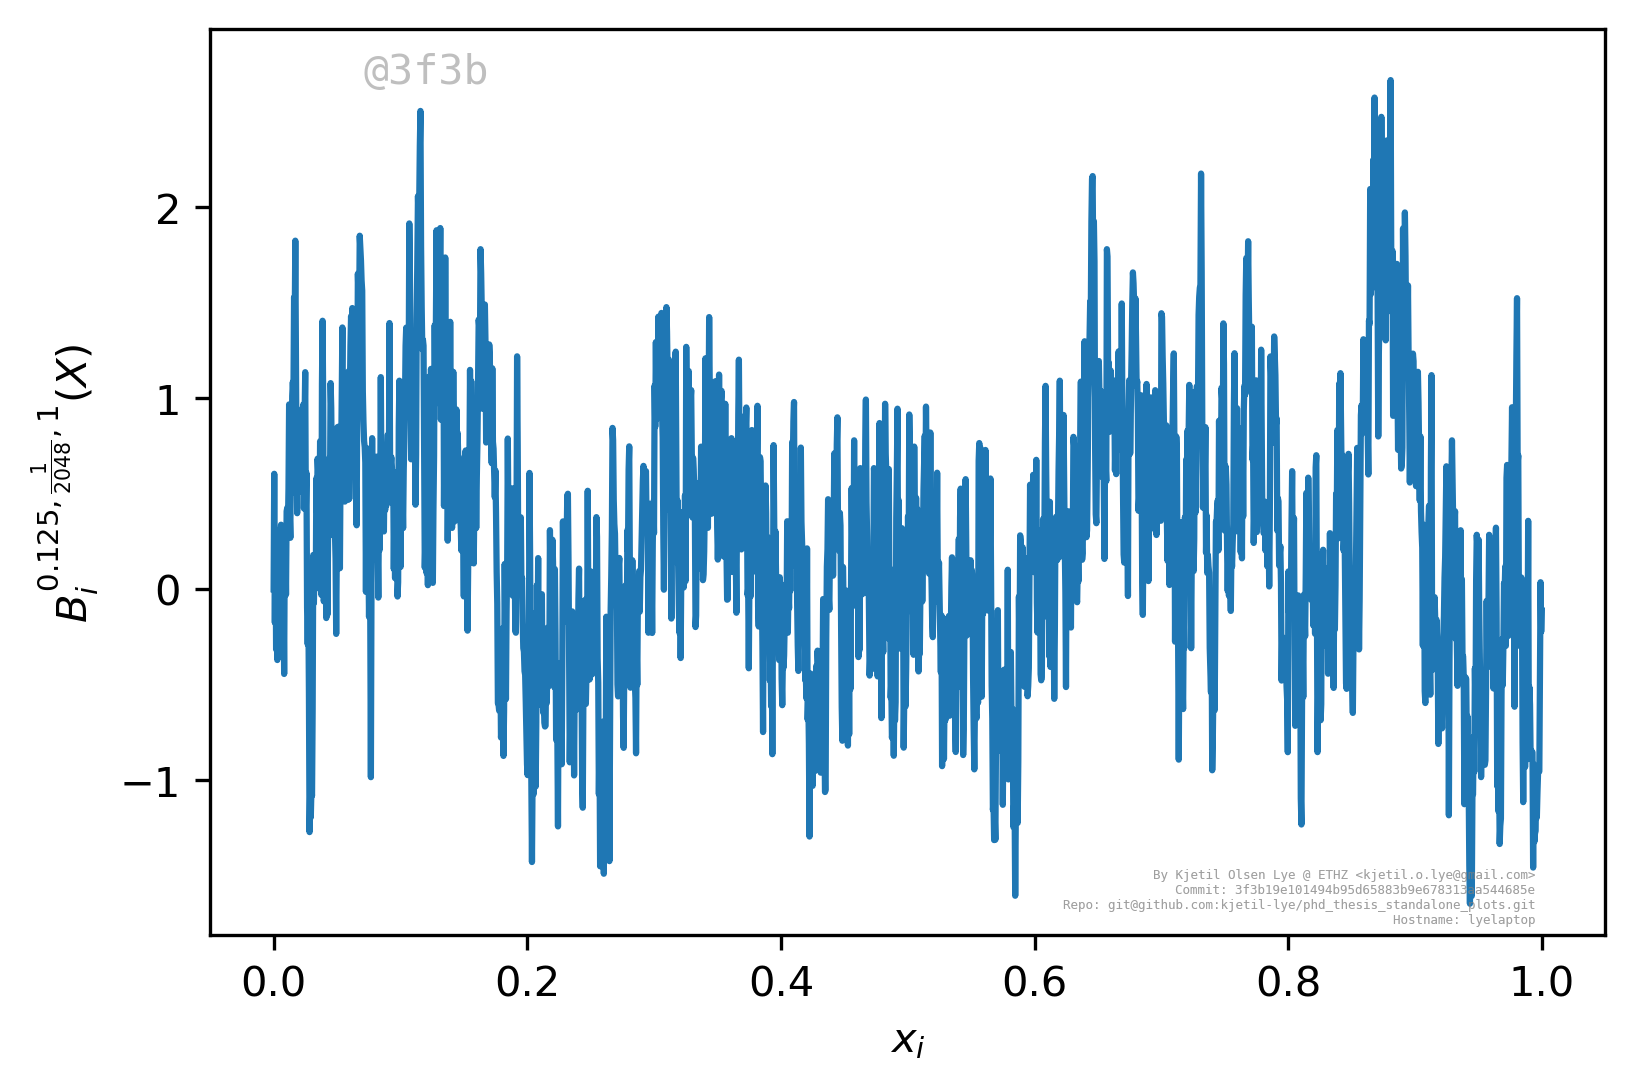 @3f3b
2
1
0
−1
B_i^{0.125, \frac{1}{2048}, 1}(X)
0.0 0.2 0.4 0.6 0.8 1.0
x_i
By Kjetil Olsen Lye @ ETHZ <kjetil.o.lye@gmail.com>
Commit:
Repo: git@github.com:kjetil-lye/phd_thesis_standalone_plots.git
Hostname: lyelaptop